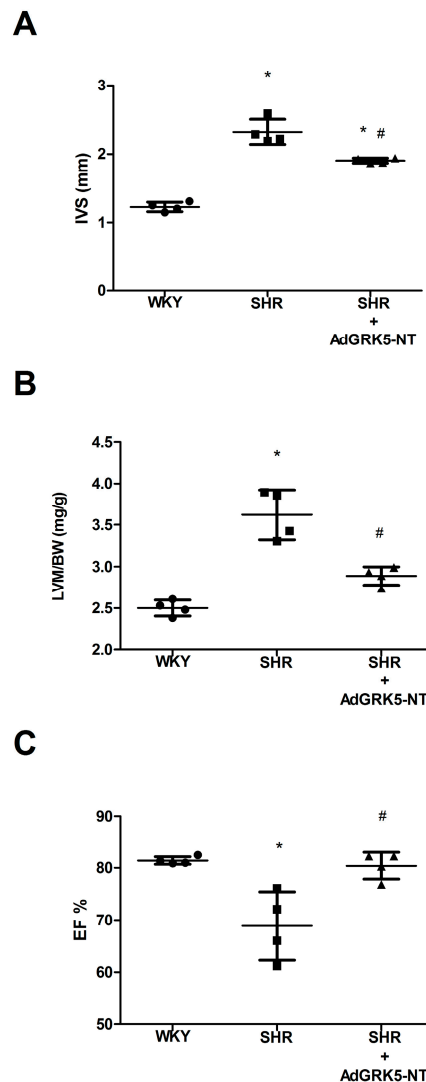 A
*
* #
3
2
1
0
IVS (mm)
WKY
SHR
SHR
+
AdGRK5-NT
B
*
#
4.5
4.0
3.5
3.0
2.5
2.0
LVM/BW (mg/g)
WKY
SHR
SHR
+
AdGRK5-NT
C
*
#
90
80
70
60
50
EF %
WKY
SHR
SHR
+
AdGRK5-NT